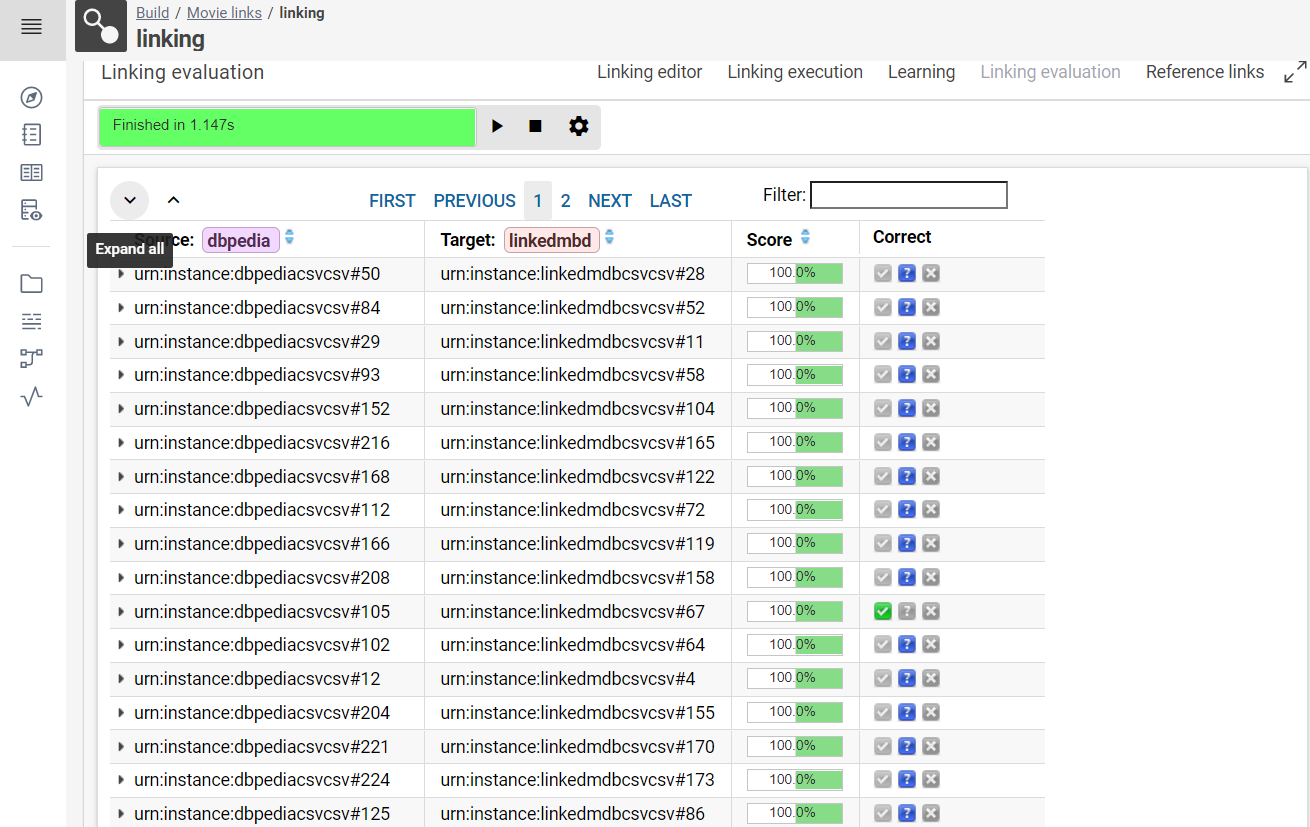 Build / Movie links / linking
linking
Linking evaluation
Linking editor Linking execution Learning Linking evaluation Reference links
Finished in 1.147s
FIRST PREVIOUS 1 2 NEXT LAST Filter:
Source: dbpedia Target: linkedmbd Score Correct
Expand all
urn:instance:dbpediacsvcsv#50 urn:instance:linkedmdbcsvcsv#28 100.0%
urn:instance:dbpediacsvcsv#84 urn:instance:linkedmdbcsvcsv#52 100.0%
urn:instance:dbpediacsvcsv#29 urn:instance:linkedmdbcsvcsv#11 100.0%
urn:instance:dbpediacsvcsv#93 urn:instance:linkedmdbcsvcsv#58 100.0%
urn:instance:dbpediacsvcsv#152 urn:instance:linkedmdbcsvcsv#104 100.0%
urn:instance:dbpediacsvcsv#216 urn:instance:linkedmdbcsvcsv#165 100.0%
urn:instance:dbpediacsvcsv#168 urn:instance:linkedmdbcsvcsv#122 100.0%
urn:instance:dbpediacsvcsv#112 urn:instance:linkedmdbcsvcsv#72 100.0%
urn:instance:dbpediacsvcsv#166 urn:instance:linkedmdbcsvcsv#119 100.0%
urn:instance:dbpediacsvcsv#208 urn:instance:linkedmdbcsvcsv#158 100.0%
urn:instance:dbpediacsvcsv#105 urn:instance:linkedmdbcsvcsv#67 100.0%
urn:instance:dbpediacsvcsv#102 urn:instance:linkedmdbcsvcsv#64 100.0%
urn:instance:dbpediacsvcsv#12 urn:instance:linkedmdbcsvcsv#4 100.0%
urn:instance:dbpediacsvcsv#204 urn:instance:linkedmdbcsvcsv#155 100.0%
urn:instance:dbpediacsvcsv#221 urn:instance:linkedmdbcsvcsv#170 100.0%
urn:instance:dbpediacsvcsv#224 urn:instance:linkedmdbcsvcsv#173 100.0%
urn:instance:dbpediacsvcsv#125 urn:instance:linkedmdbcsvcsv#86 100.0%